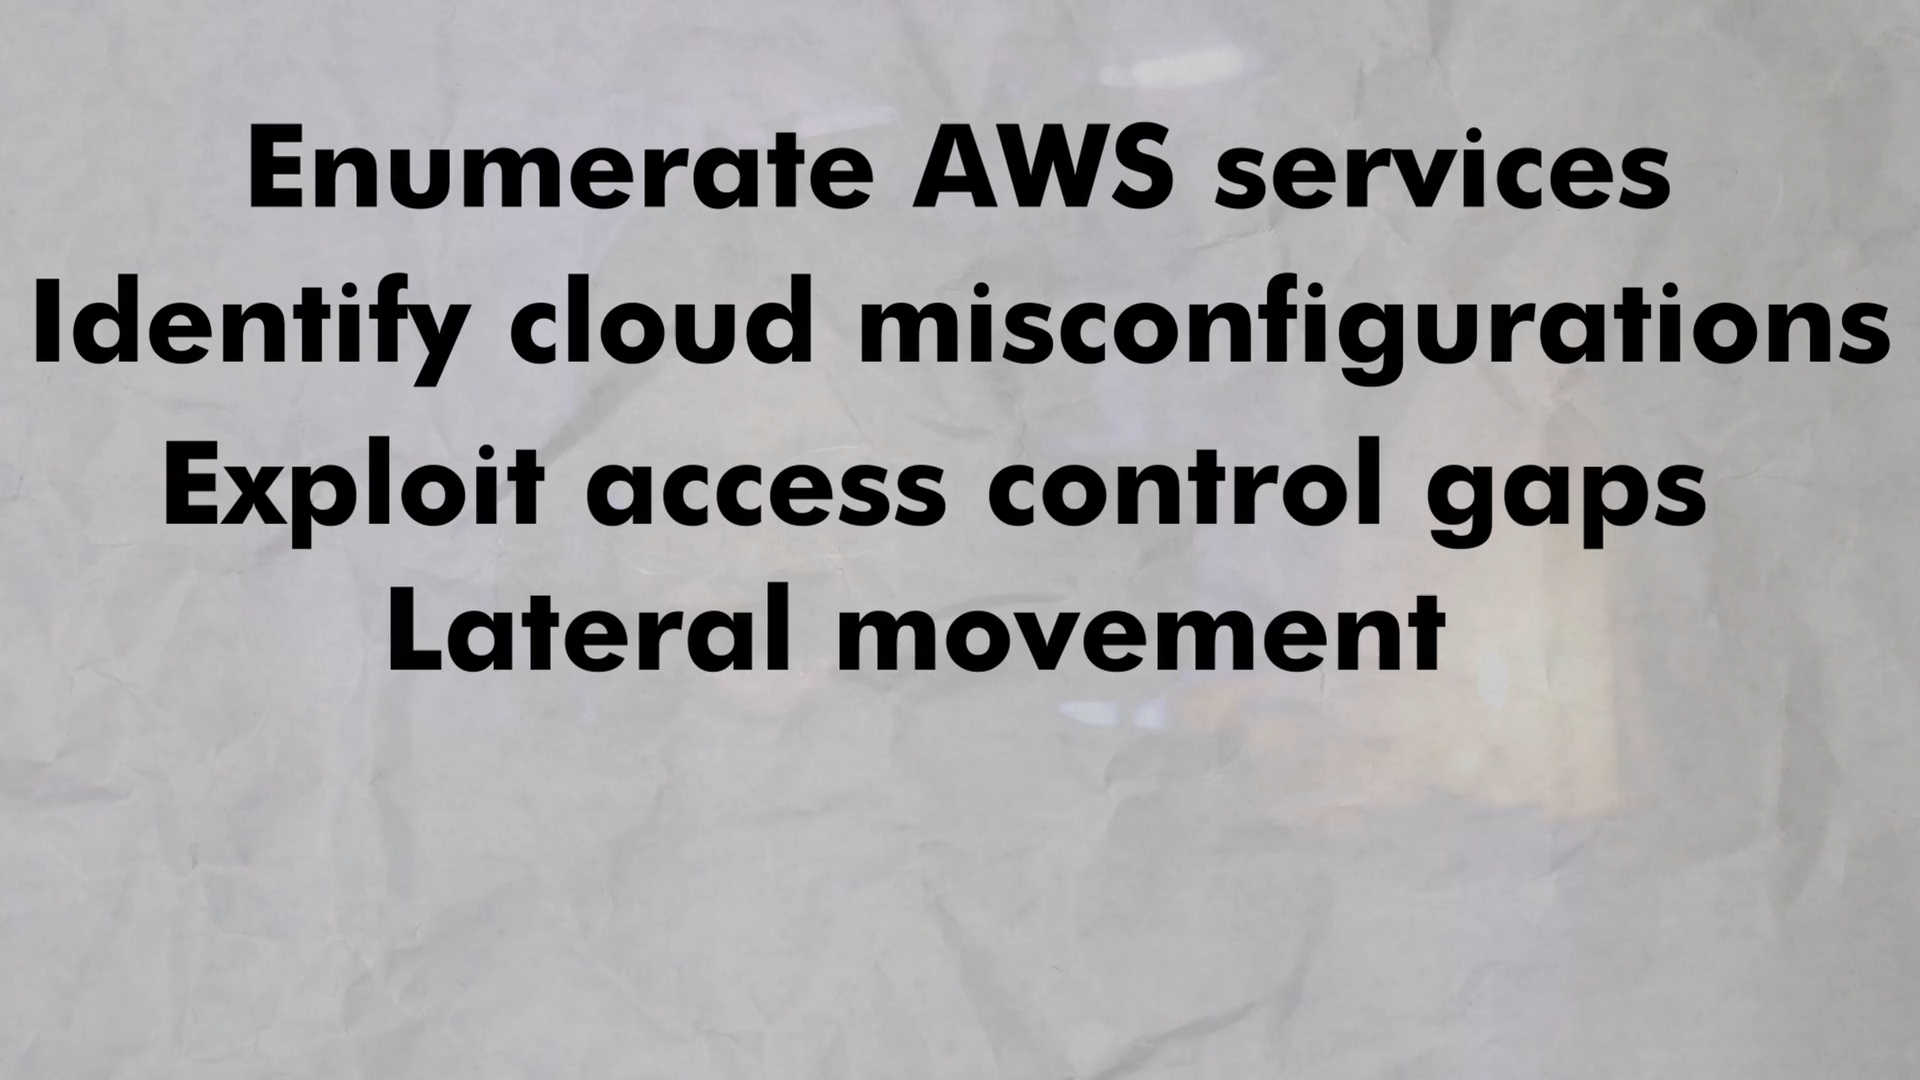 Enumerate AWS services
Identify cloud misconfigurations
Exploit access control gaps
Lateral movement